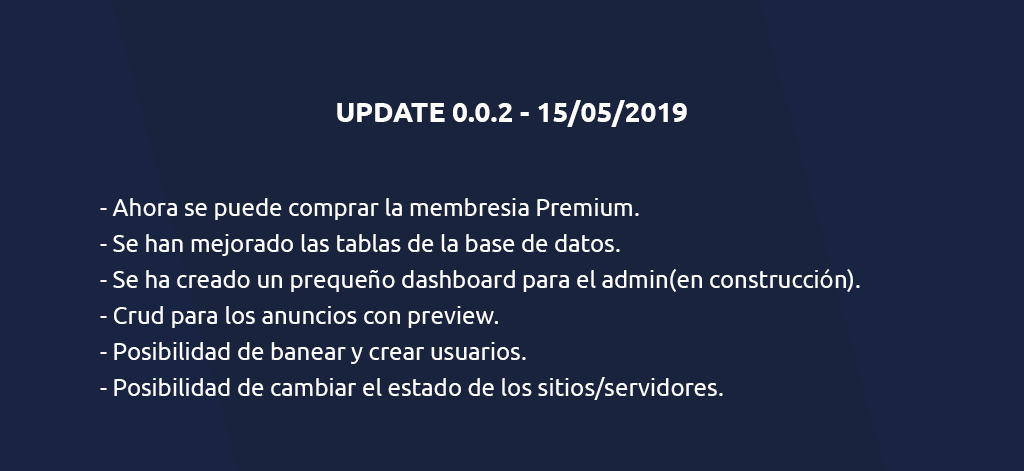 UPDATE 0.0.2 - 15/05/2019
- Ahora se puede comprar la membresia Premium.
- Se han mejorado las tablas de la base de datos.
- Se ha creado un prequeño dashboard para el admin(en construcción).
- Crud para los anuncios con preview.
- Posibilidad de banear y crear usuarios.
- Posibilidad de cambiar el estado de los sitios/servidores.